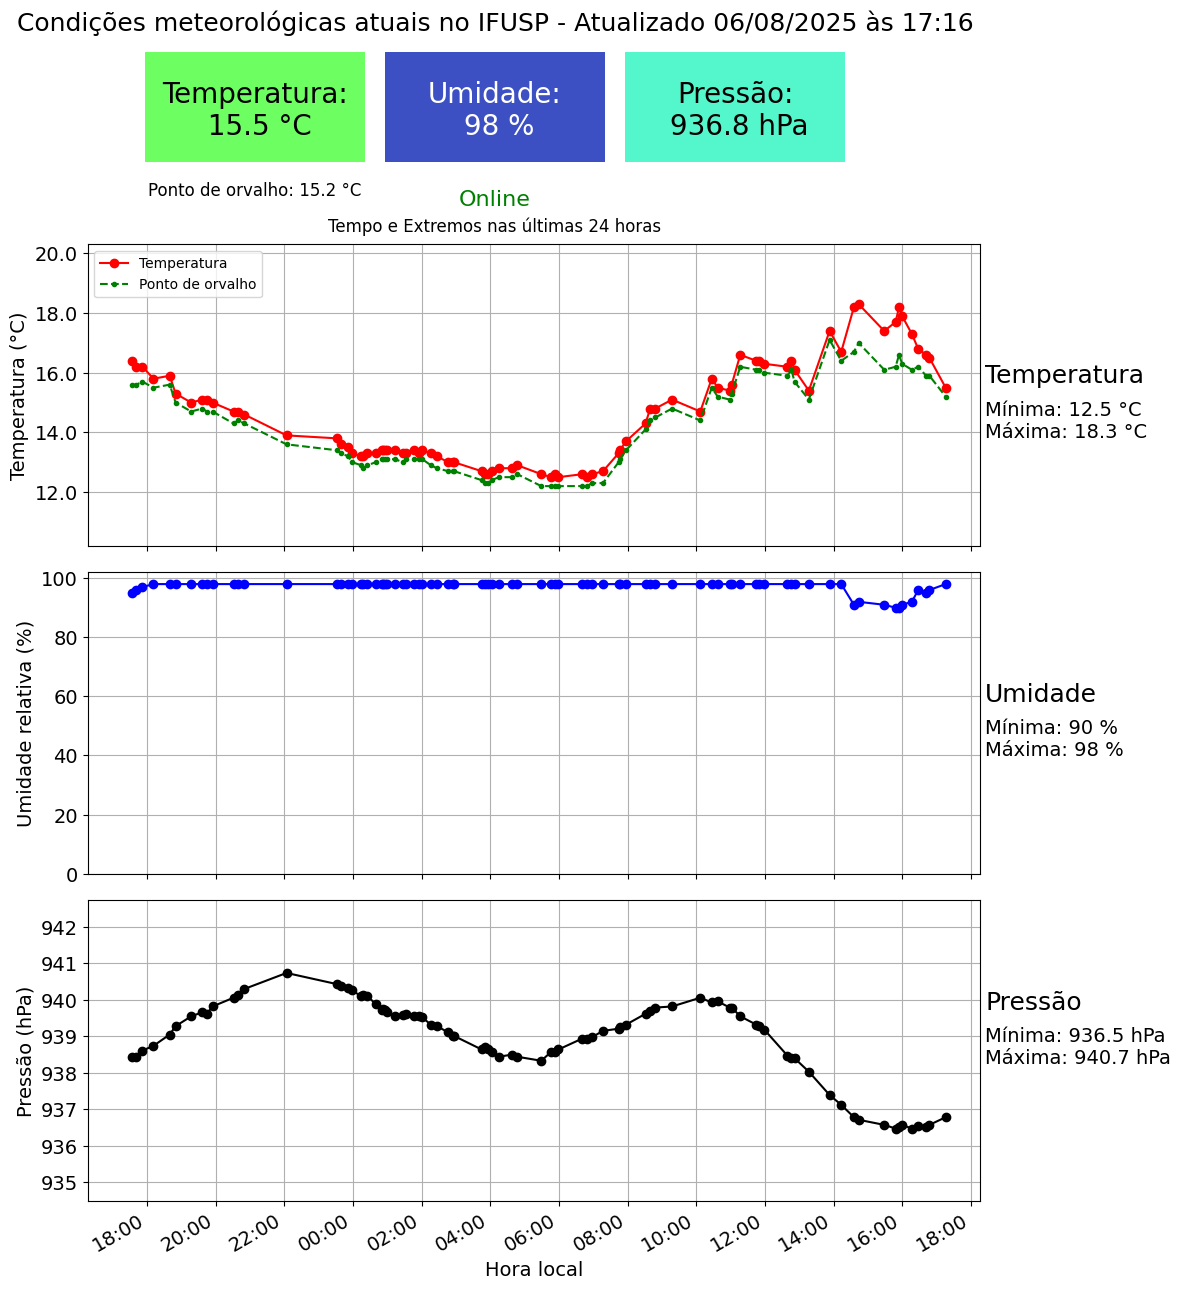 Condições meteorológicas atuais no IFUSP - Atualizado 06/08/2025 às 17:16
Temperatura:
15.5 °C
Umidade:
98 %
Pressão:
936.8 hPa
Ponto de orvalho: 15.2 °C
Online
Tempo e Extremos nas últimas 24 horas
Temperatura
Ponto de orvalho
Temperatura (°C)
20.0
18.0
16.0
14.0
12.0
Temperatura
Mínima: 12.5 °C
Máxima: 18.3 °C
Umidade relativa (%)
100
80
60
40
20
0
Umidade
Mínima: 90 %
Máxima: 98 %
Pressão (hPa)
942
941
940
939
938
937
936
935
Pressão
Mínima: 936.5 hPa
Máxima: 940.7 hPa
18:00
20:00
22:00
00:00
02:00
04:00
06:00
08:00
10:00
12:00
14:00
16:00
18:00
Hora local